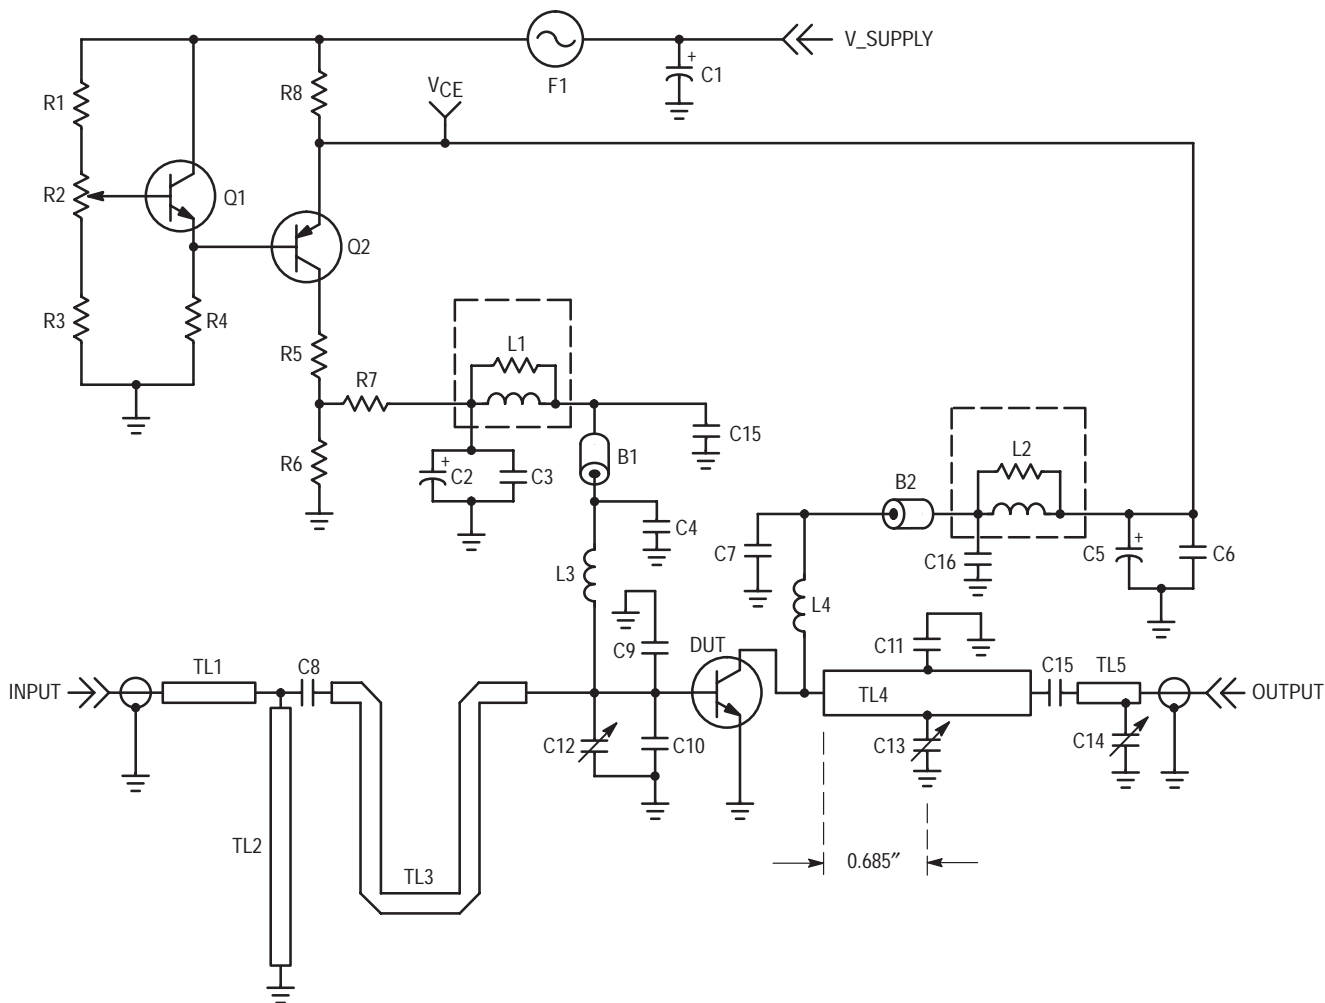 V_SUPPLY
+
C1
F1
R1
R8
VCE
R2
Q1
Q2
R3
R4
R5
R7
L1
R6
+
C2
C3
B1
C15
C4
L3
B2
L2
C7
C16
C5
+
C6
L4
C9
DUT
C11
INPUT
TL1
C8
TL4
C15
TL5
OUTPUT
C12
C10
C13
C14
TL2
TL3
0.685″